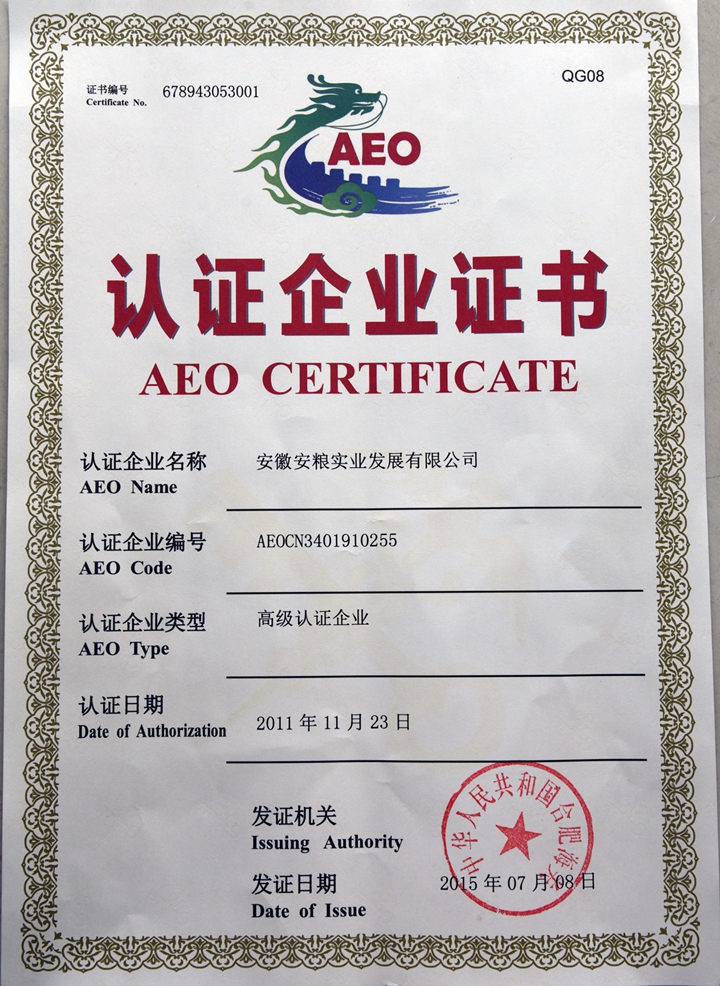 QG08
证书编号 678943053001
Certificate No.
AEO
认证企业证书
AEO CERTIFICATE
认证企业名称 安徽安粮实业发展有限公司
AEO Name
认证企业编号 AEOCN3401910255
AEO Code
认证企业类型 高级认证企业
AEO Type
认证日期 2011年11月23日
Date of Authorization
中华人民共和国合肥海关
发证机关
Issuing Authority
发证日期 2015年07月08日
Date of Issue